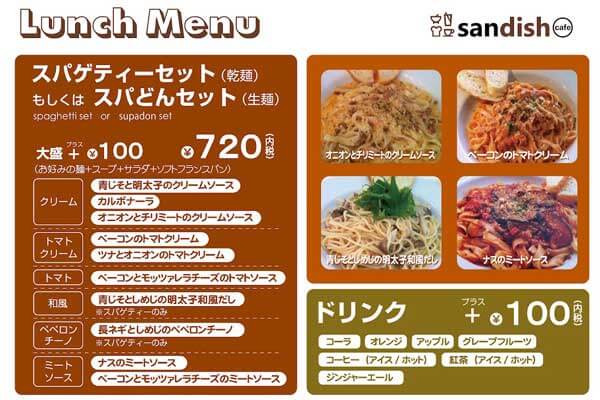 Lunch Menu
sandish cafe
スパゲティーセット（乾麺）
もしくは スパどんセット（生麺）
spaghetti set or supadon set
大盛 プラス + ¥100 ¥720（内税）
（お好みの麺+スープ+サラダ+ソフトフランスパン）
クリーム
青じそと明太子のクリームソース
カルボナーラ
オニオンとチリミートのクリームソース
トマト
クリーム
ベーコンのトマトクリーム
ツナとオニオンのトマトクリーム
トマト
ベーコンとモッツァレラチーズのトマトソース
和風
青じそとしめじの明太子和風だし
※スパゲティーのみ
ペペロン
チーノ
長ネギとしめじのペペロンチーノ
※スパゲティーのみ
ミート
ソース
ナスのミートソース
ベーコンとモッツァレラチーズのミートソース
オニオンとチリミートのクリームソース
ベーコンのトマトクリーム
青じそとしめじの明太子和風だし
ナスのミートソース
ドリンク プラス + ¥100（内税）
コーラ オレンジ アップル グレープフルーツ
コーヒー（アイス / ホット） 紅茶（アイス / ホット）
ジンジャーエール